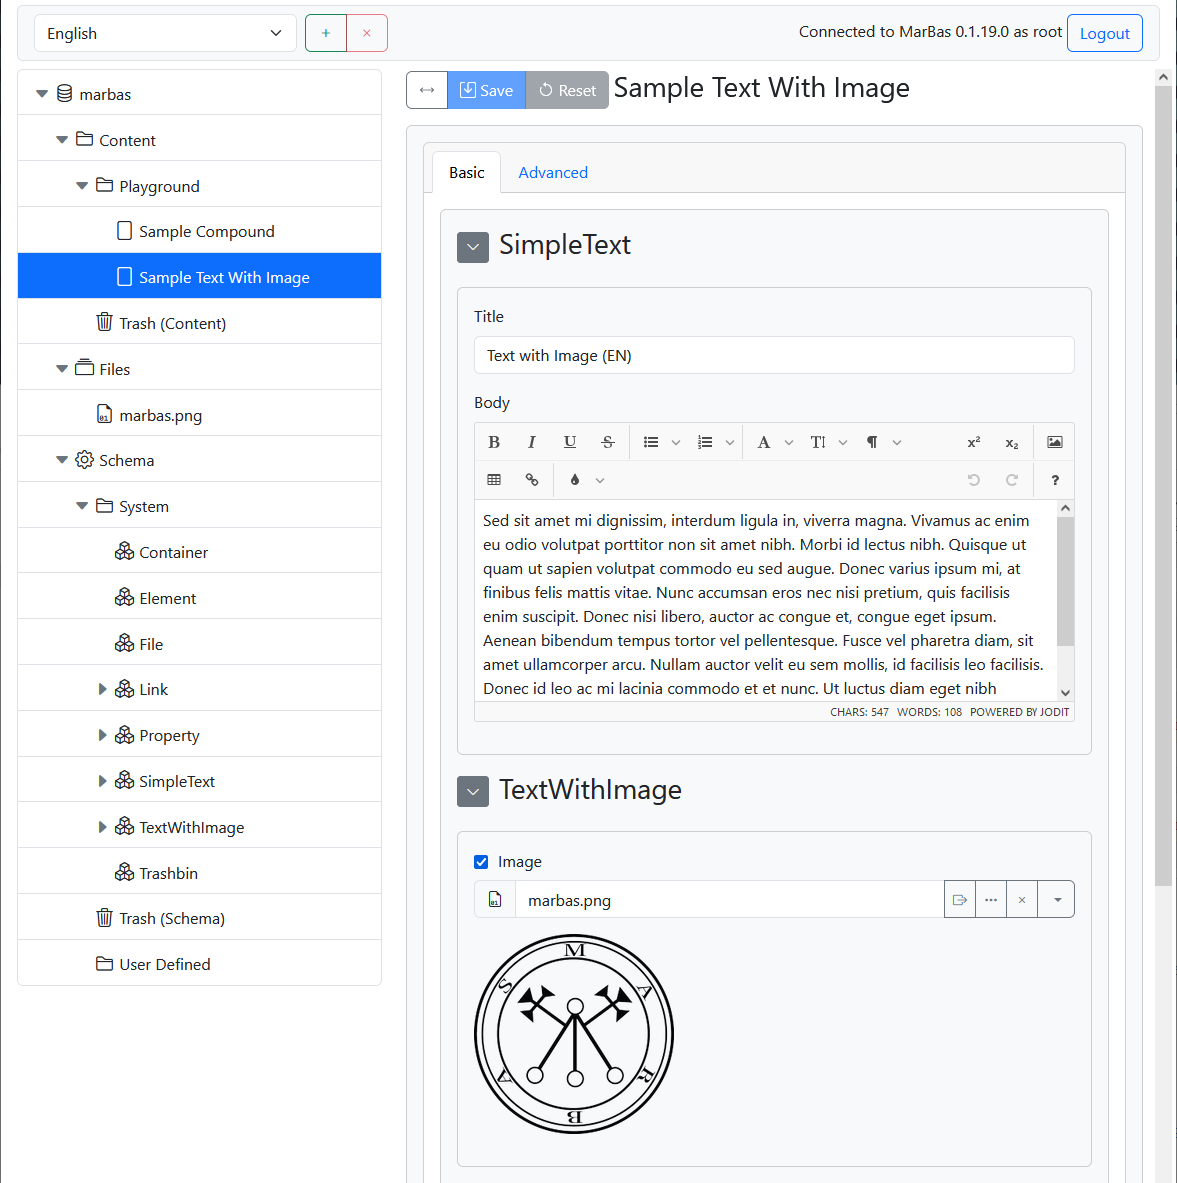 English
+
×
Connected to MarBas 0.1.19.0 as root
Logout
marbas
Content
Playground
Sample Compound
Sample Text With Image
Trash (Content)
Files
marbas.png
Schema
System
Container
Element
File
Link
Property
SimpleText
TextWithImage
Trashbin
Trash (Schema)
User Defined
Save
Reset
Sample Text With Image
Basic
Advanced
SimpleText
Title
Text with Image (EN)
Body
B I U S A T ¶ x² x₂
?
Sed sit amet mi dignissim, interdum ligula in, viverra magna. Vivamus ac enim
eu odio volutpat porttitor non sit amet nibh. Morbi id lectus nibh. Quisque ut
quam ut sapien volutpat commodo eu sed augue. Donec varius ipsum mi, at
finibus felis mattis vitae. Nunc accumsan eros nec nisi pretium, quis facilisis
enim suscipit. Donec nisi libero, auctor ac congue et, congue eget ipsum.
Aenean bibendum tempus tortor vel pellentesque. Fusce vel pharetra diam, sit
amet ullamcorper arcu. Nullam auctor velit eu sem mollis, id facilisis leo facilisis.
Donec id leo ac mi lacinia commodo et et nunc. Ut luctus diam eget nibh
CHARS: 547 WORDS: 108 POWERED BY JODIT
TextWithImage
Image
marbas.png
M A R B A S